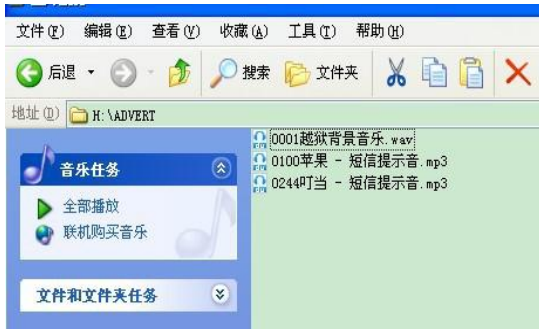 文件(F) 编辑(E) 查看(V) 收藏(A) 工具(T) 帮助(H)
后退 搜索 文件夹
地址(D) H:\ADVERT
音乐任务
全部播放
联机购买音乐
文件和文件夹任务
0001越狱背景音乐.wav
0100苹果 - 短信提示音.mp3
0244叮当 - 短信提示音.mp3